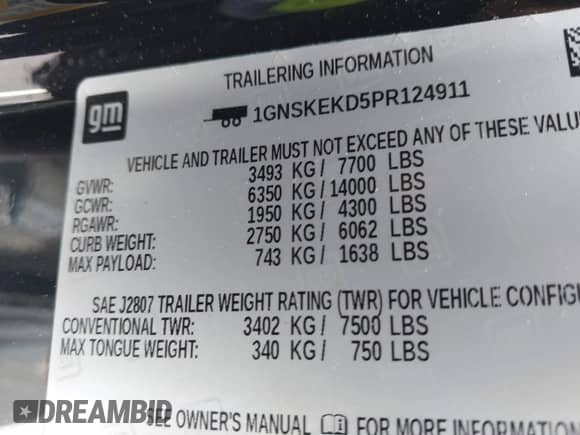 TRAILERING INFORMATION
gm
1GNSKEKD5PR124911
VEHICLE AND TRAILER MUST NOT EXCEED ANY OF THESE VALU
GVWR: 3493 KG/ 7700 LBS
GCWR: 6350 KG/ 14000 LBS
RGAWR: 1950 KG/ 4300 LBS
CURB WEIGHT: 2750 KG/ 6062 LBS
MAX PAYLOAD: 743 KG/ 1638 LBS
SAE J2807 TRAILER WEIGHT RATING (TWR) FOR VEHICLE CONFIGU
CONVENTIONAL TWR: 3402 KG/ 7500 LBS
MAX TONGUE WEIGHT: 340 KG/ 750 LBS
SEE OWNER'S MANUAL FOR MORE INFORMATION
DREAMBID